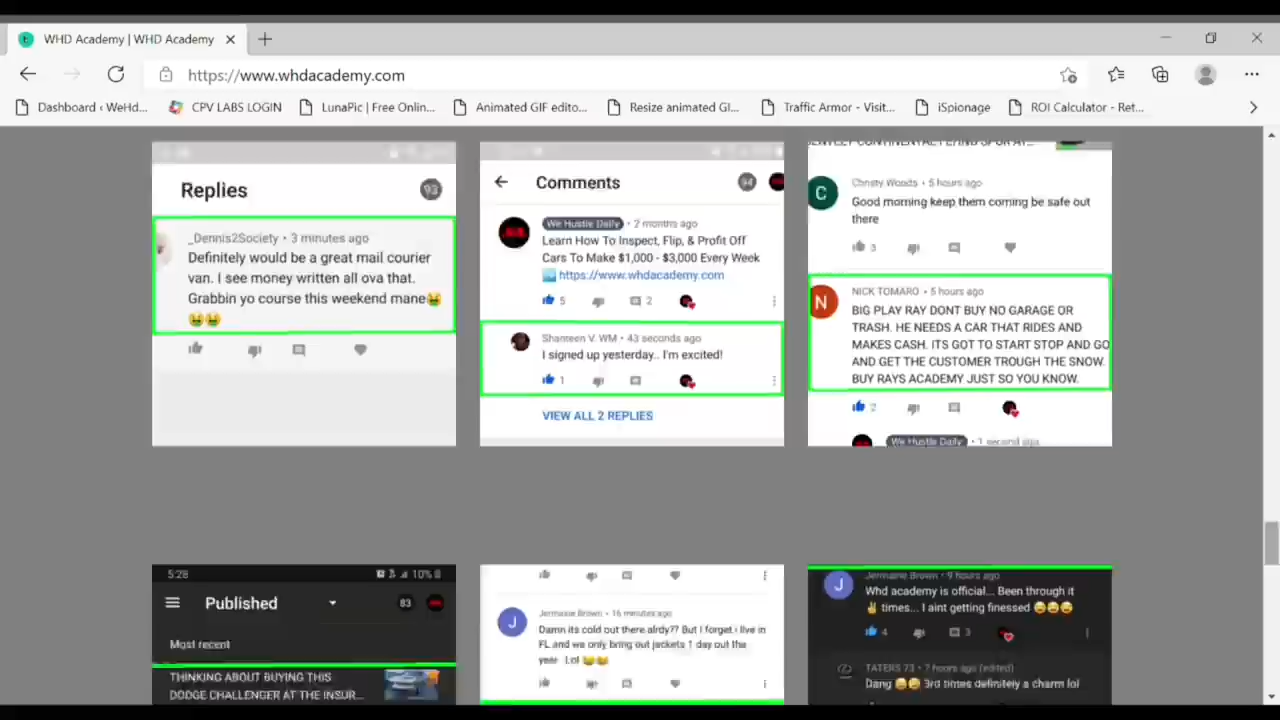 WHD Academy | WHD Academy
https://www.whdacademy.com
Dashboard ‹ WeHd...
CPV LABS LOGIN
LunaPic | Free Onlin...
Animated GIF edito...
Resize animated GI...
Traffic Armor - Visit...
iSpionage
ROI Calculator - Ret...
Replies
93
_Dennis2Society • 3 minutes ago
Definitely would be a great mail courier
van. I see money written all ova that.
Grabbin yo course this weekend mane
Comments
94
We Hustle Daily • 2 months ago
Learn How To Inspect, Flip, & Profit Off
Cars To Make $1,000 - $3,000 Every Week
https://www.whdacademy.com
5
2
Shanreen V. WM • 43 seconds ago
I signed up yesterday.. I'm excited!
1
VIEW ALL 2 REPLIES
C
Christy Woods • 5 hours ago
Good morning keep them coming be safe out
there
3
N
NICK TOMARO • 5 hours ago
BIG PLAY RAY DONT BUY NO GARAGE OR
TRASH. HE NEEDS A CAR THAT RIDES AND
MAKES CASH. ITS GOT TO START STOP AND GO
AND GET THE CUSTOMER TROUGH THE SNOW.
BUY RAYS ACADEMY JUST SO YOU KNOW.
2
We Hustle Daily • 1 second ago
5:28
10%
Published
83
Most recent
THINKING ABOUT BUYING THIS
DODGE CHALLENGER AT THE INSUR...
J
Jermaine Brown • 16 minutes ago
Damn its cold out there alrdy?? But I forget i live in
FL and we only bring out jackets 1 day out the
year. Lol
J
Jermaine Brown • 9 hours ago
Whd academy is official... Been through it
times... I aint getting finessed
4
3
TATERS 73 • 7 hours ago (edited)
Dang 3rd times definitely a charm lol